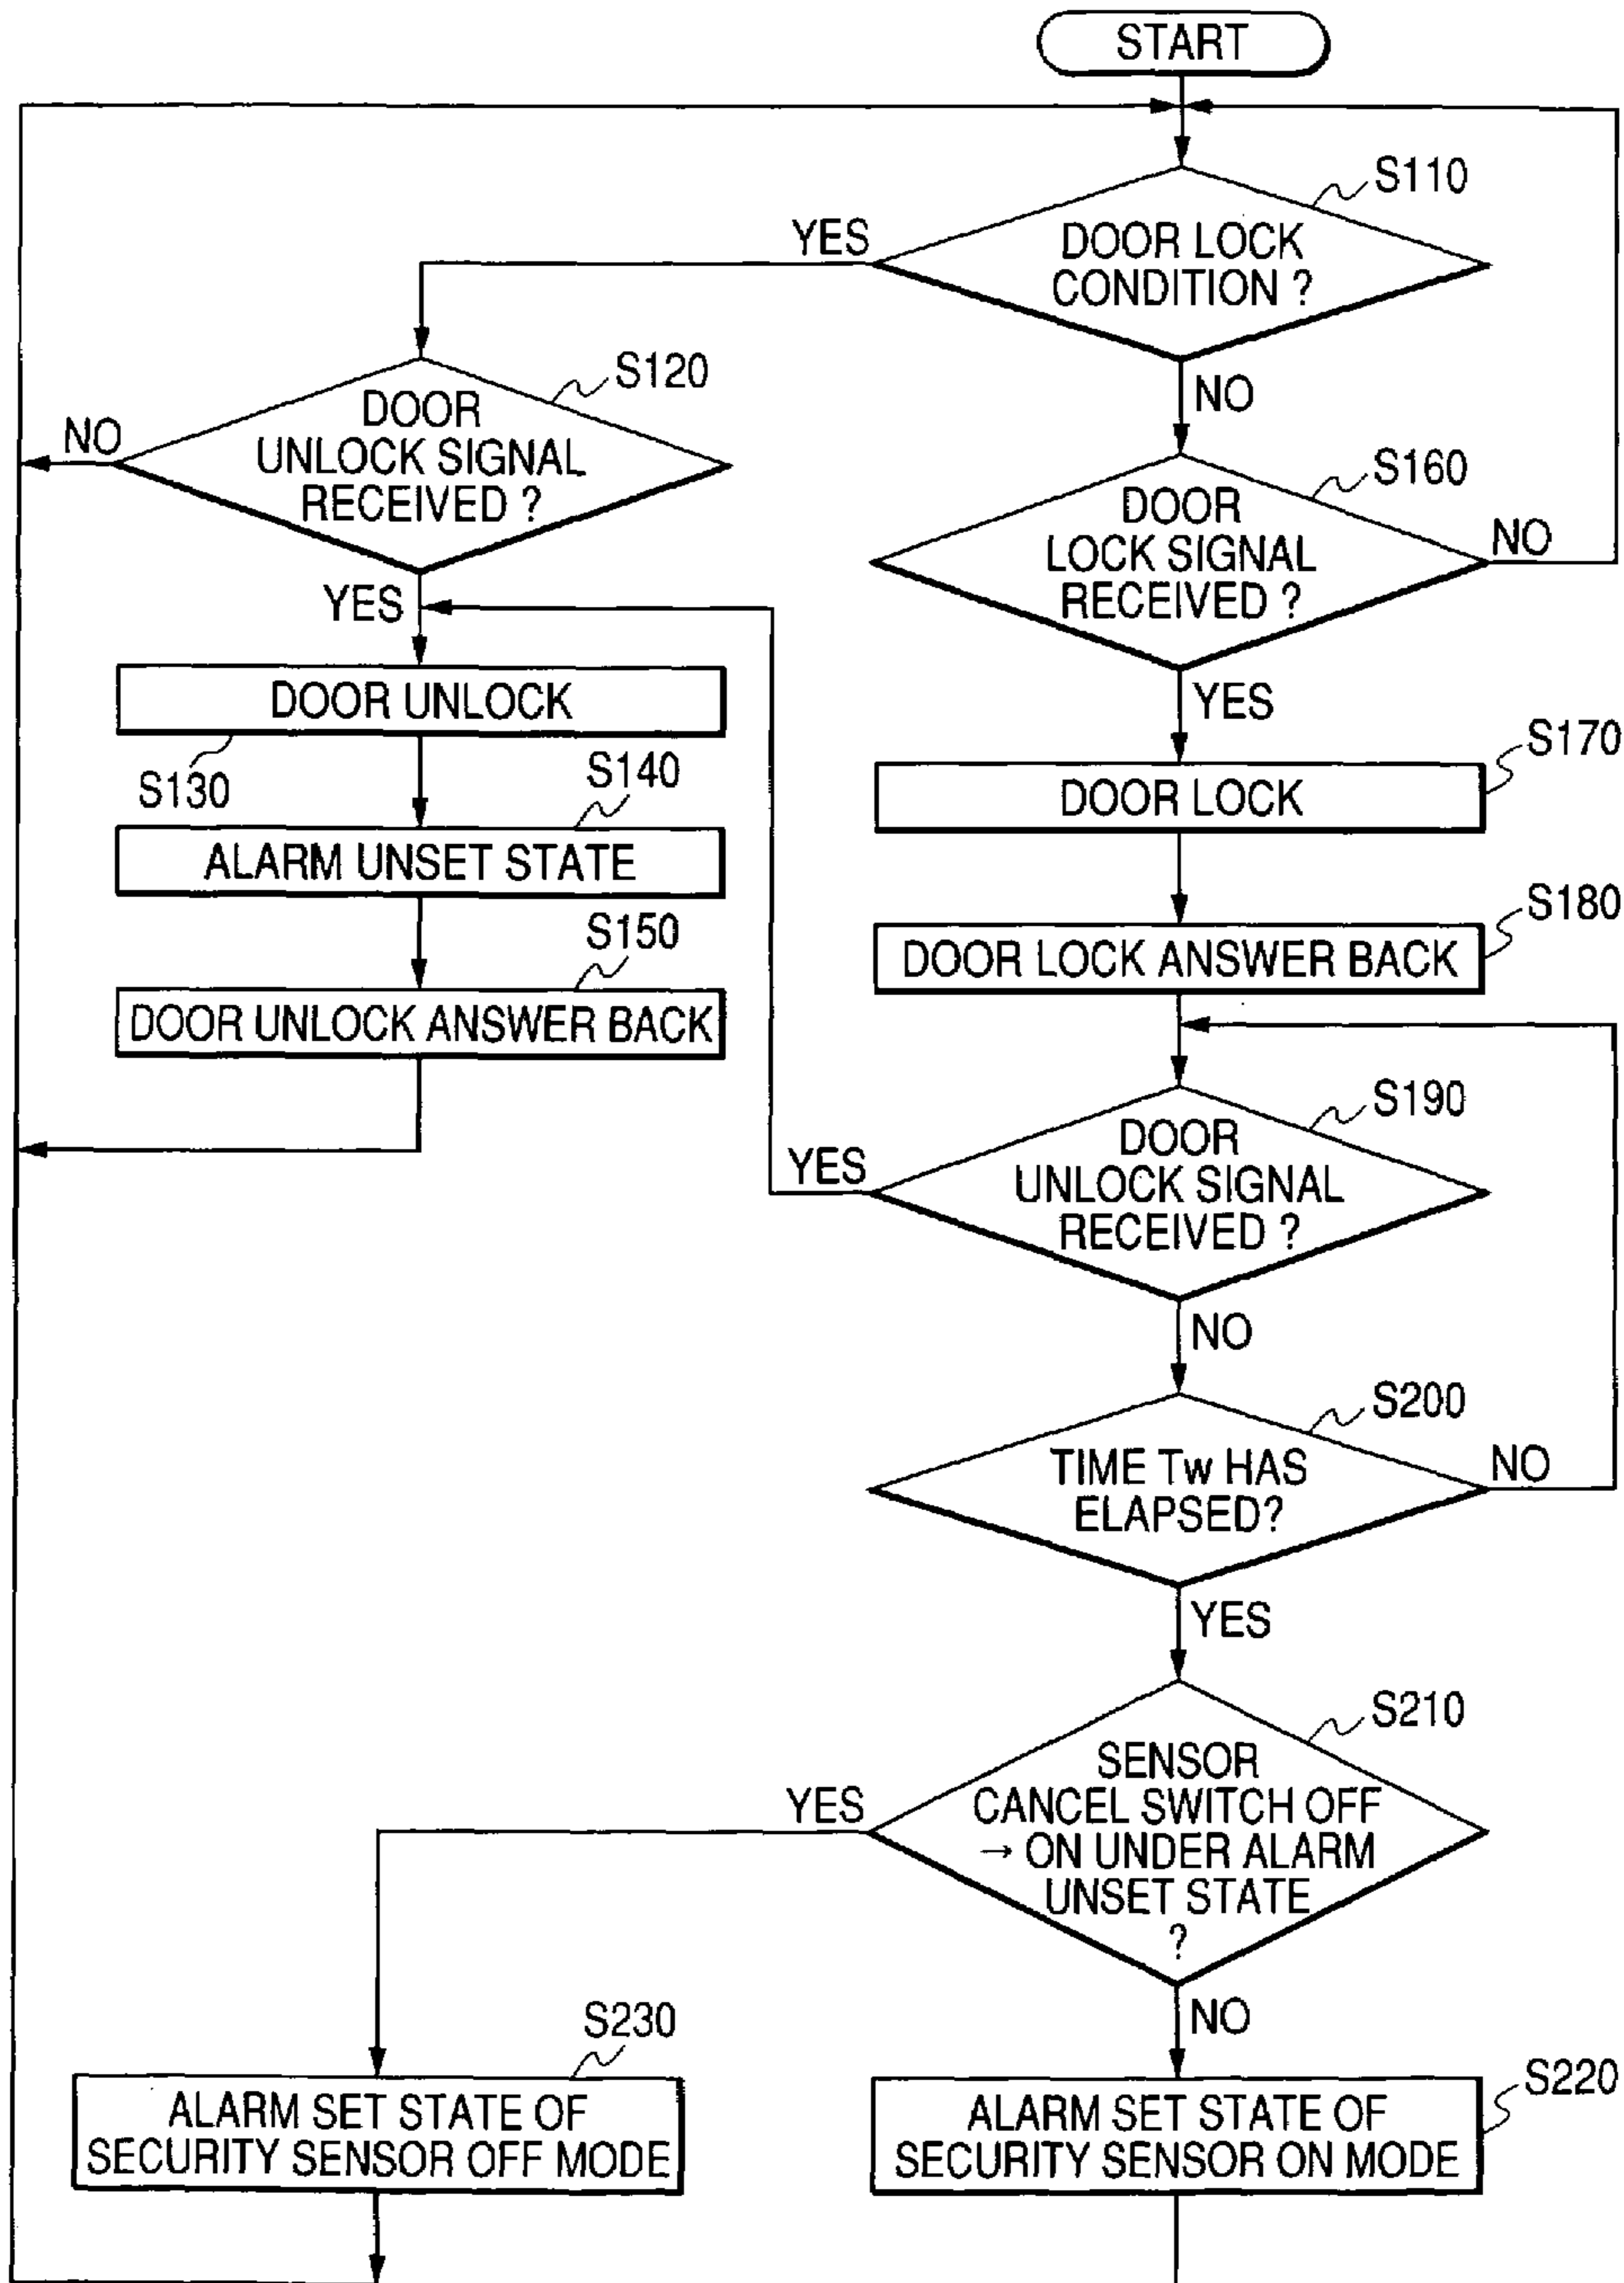 START
S110
YES
DOOR LOCK
CONDITION ?
NO
S120
DOOR
UNLOCK SIGNAL
RECEIVED ?
NO
YES
S160
DOOR
LOCK SIGNAL
RECEIVED ?
NO
YES
DOOR UNLOCK
S130
S140
ALARM UNSET STATE
S150
DOOR UNLOCK ANSWER BACK
S170
DOOR LOCK
S180
DOOR LOCK ANSWER BACK
S190
DOOR
UNLOCK SIGNAL
RECEIVED ?
YES
NO
S200
TIME Tw HAS
ELAPSED?
NO
YES
S210
SENSOR
CANCEL SWITCH OFF
→ ON UNDER ALARM
UNSET STATE
?
YES
NO
S230
ALARM SET STATE OF
SECURITY SENSOR OFF MODE
S220
ALARM SET STATE OF
SECURITY SENSOR ON MODE